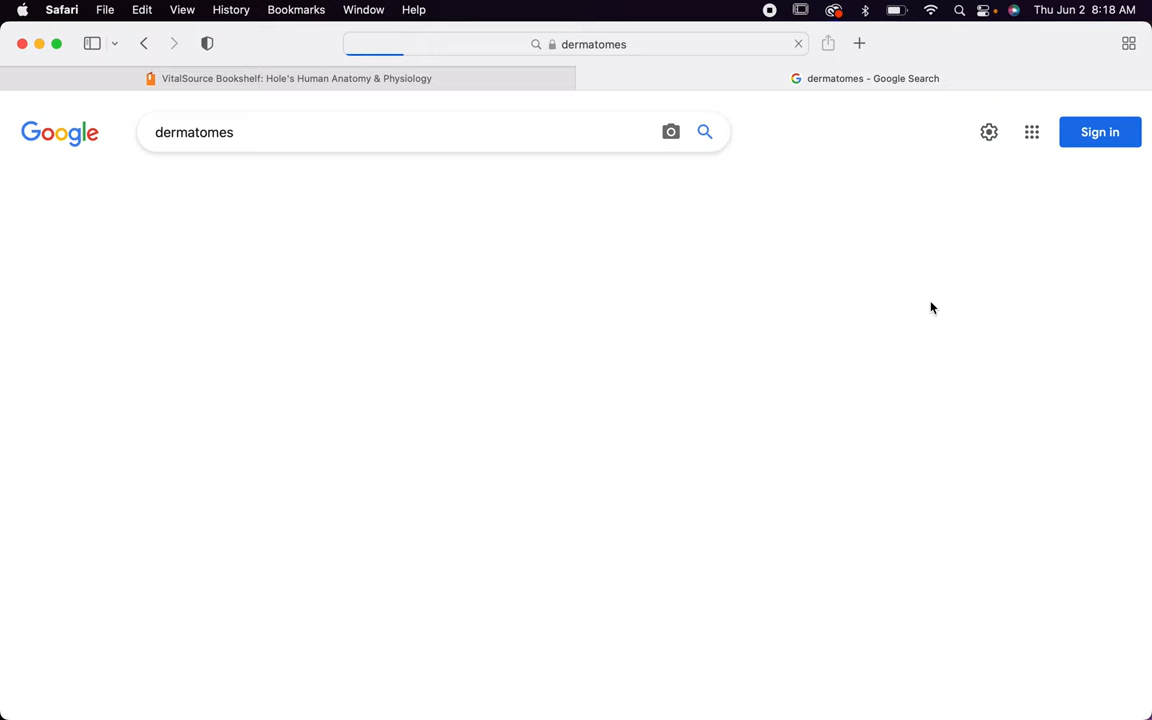 Safari File Edit View History Bookmarks Window Help Thu Jun 2 8:18 AM
dermatomes
VitalSource Bookshelf: Hole's Human Anatomy & Physiology
dermatomes - Google Search
Google
dermatomes
Sign in